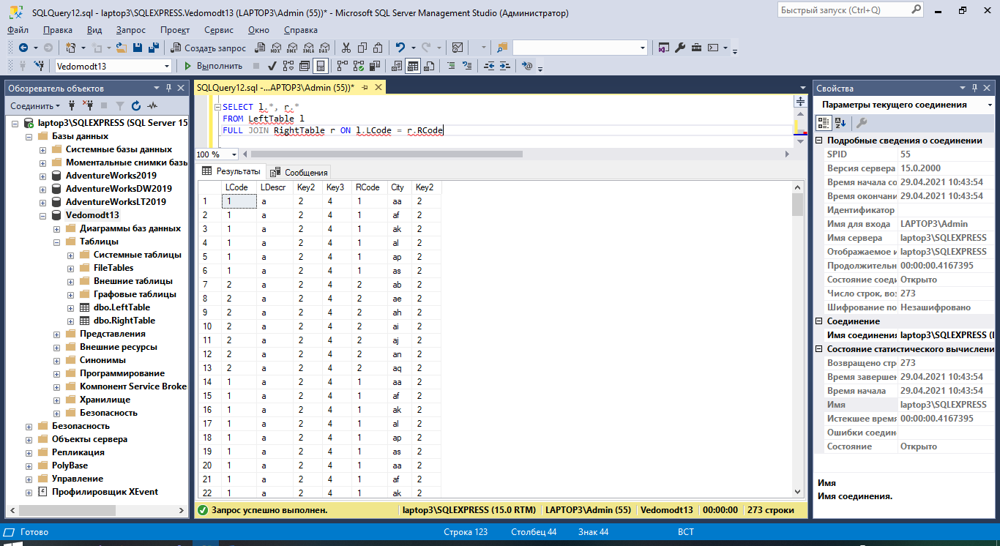 SQLQuery12.sql - laptop3\SQLEXPRESS.Vedomodt13 (LAPTOP3\Admin (55))* - Microsoft SQL Server Management Studio (Администратор)
Быстрый запуск (Ctrl+Q)
Файл Правка Вид Запрос Проект Сервис Окно Справка
Создать запрос MDX DMX XMLA DAX
Vedomodt13 Выполнить
Обозреватель объектов
Соединить
laptop3\SQLEXPRESS (SQL Server 15
Базы данных
Системные базы данных
Моментальные снимки базы
AdventureWorks2019
AdventureWorksDW2019
AdventureWorksLT2019
Vedomodt13
Диаграммы баз данных
Таблицы
Системные таблицы
FileTables
Внешние таблицы
Графовые таблицы
dbo.LeftTable
dbo.RightTable
Представления
Внешние ресурсы
Синонимы
Программирование
Компонент Service Broke
Хранилище
Безопасность
Безопасность
Объекты сервера
Репликация
PolyBase
Управление
Профилировщик XEvent
SQLQuery12.sql -...APTOP3\Admin (55))*
SELECT l.*, r.*
FROM LeftTable l
FULL JOIN RightTable r ON l.LCode = r.RCode
100 %
Результаты Сообщения
LCode LDescr Key2 Key3 RCode City Key2
1 1 a 2 4 1 aa 2
2 1 a 2 4 1 af 2
3 1 a 2 4 1 ak 2
4 1 a 2 4 1 al 2
5 1 a 2 4 1 ap 2
6 1 a 2 4 1 as 2
7 2 a 2 4 2 ab 2
8 2 a 2 4 2 ae 2
9 2 a 2 4 2 ah 2
10 2 a 2 4 2 ai 2
11 2 a 2 4 2 aj 2
12 2 a 2 4 2 an 2
13 2 a 2 4 2 aq 2
14 1 a 2 4 1 aa 2
15 1 a 2 4 1 af 2
16 1 a 2 4 1 ak 2
17 1 a 2 4 1 al 2
18 1 a 2 4 1 ap 2
19 1 a 2 4 1 as 2
20 1 a 2 4 1 aa 2
21 1 a 2 4 1 af 2
22 1 a 2 4 1 ak 2
Запрос успешно выполнен. laptop3\SQLEXPRESS (15.0 RTM) LAPTOP3\Admin (55) Vedomodt13 00:00:00 273 строки
Свойства
Параметры текущего соединения
Подробные сведения о соединении
SPID 55
Версия сервера 15.0.2000
Время начала со 29.04.2021 10:43:54
Время окончани 29.04.2021 10:43:54
Идентификатор
Имя для входа LAPTOP3\Admin
Имя сервера laptop3\SQLEXPRESS
Отображаемое и laptop3\SQLEXPRESS
Продолжительн 00:00:00.4167395
Состояние соеди Открыто
Число строк, воз 273
Шифрование по Незашифровано
Соединение
Имя соединения laptop3\SQLEXPRESS (l
Состояние статистического вычислени
Возвращено стр 273
Время завершен 29.04.2021 10:43:54
Время начала 29.04.2021 10:43:54
Имя laptop3\SQLEXPRESS
Истекшее время 00:00:00.4167395
Ошибки соедин
Состояние Открыто
Имя
Имя соединения.
Готово Строка 123 Столбец 44 Знак 44 ВСТ